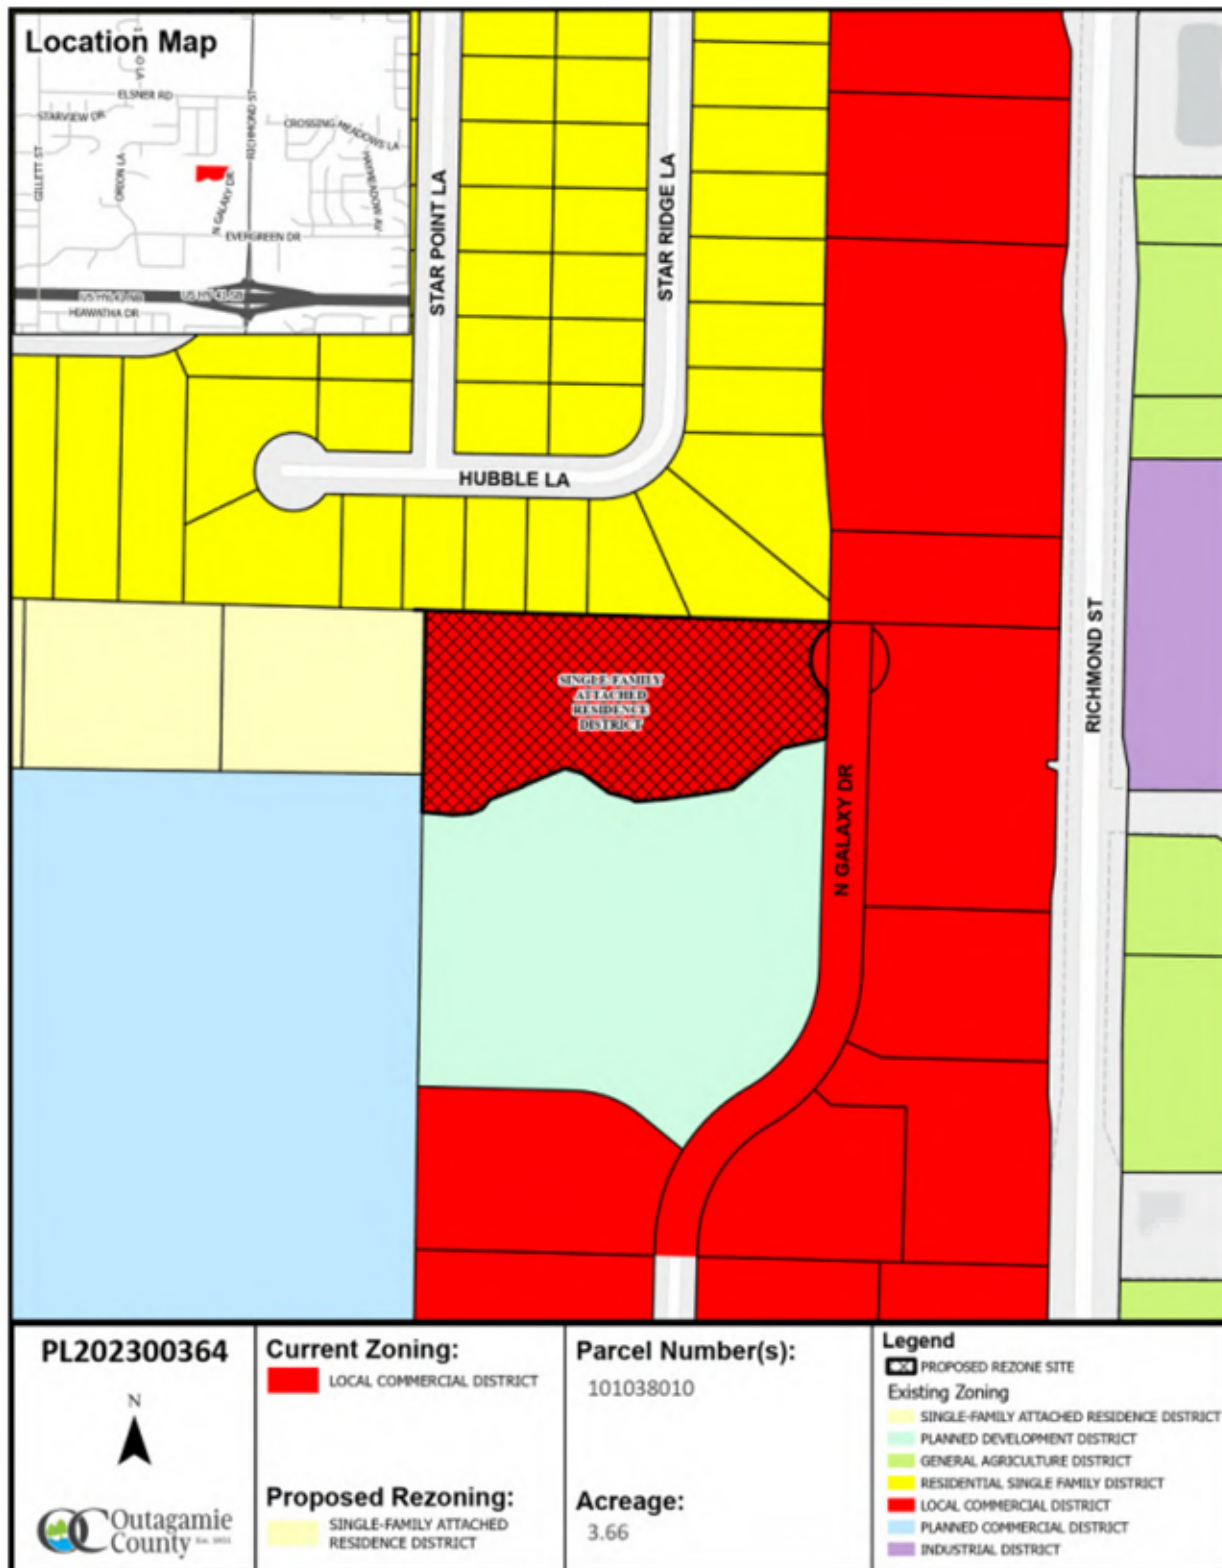 Location Map
ELSNER RD
STARVIEW DR
RICHMOND ST
CROSSING MEADOWS LA
GILLETT ST
ORION LA
N GALAXY DR
HAYMEADOW AV
EVERGREEN DR
HIAWATHA DR
STAR POINT LA
STAR RIDGE LA
HUBBLE LA
SINGLE-FAMILY
ATTACHED
RESIDENCE
DISTRICT
RICHMOND ST
N GALAXY DR
PL202300364
N
Outagamie
County
Current Zoning:
LOCAL COMMERCIAL DISTRICT
Proposed Rezoning:
SINGLE-FAMILY ATTACHED
RESIDENCE DISTRICT
Parcel Number(s):
101038010
Acreage:
3.66
Legend
PROPOSED REZONE SITE
Existing Zoning
SINGLE-FAMILY ATTACHED RESIDENCE DISTRICT
PLANNED DEVELOPMENT DISTRICT
GENERAL AGRICULTURE DISTRICT
RESIDENTIAL SINGLE FAMILY DISTRICT
LOCAL COMMERCIAL DISTRICT
PLANNED COMMERCIAL DISTRICT
INDUSTRIAL DISTRICT